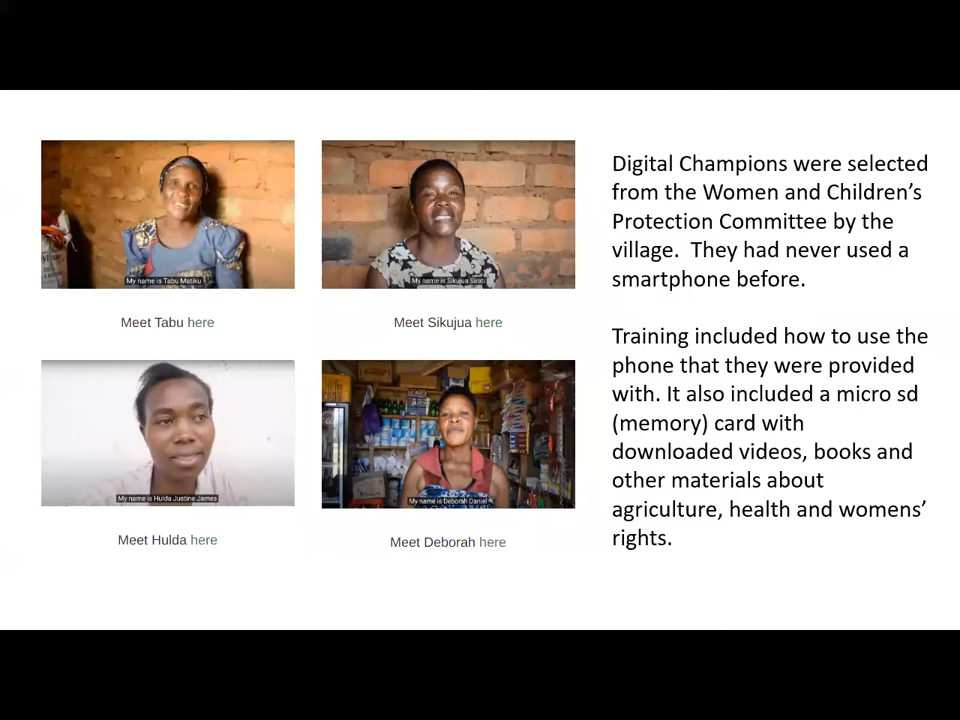 My name is Tabu Matiku
My name is Sikujua Sirati
Meet Tabu here
Meet Sikujua here
My name is Hulda Justine James
My name is Deborah Daniel
Meet Hulda here
Meet Deborah here
Digital Champions were selected
from the Women and Children’s
Protection Committee by the
village.  They had never used a
smartphone before.
Training included how to use the
phone that they were provided
with. It also included a micro sd
(memory) card with
downloaded videos, books and
other materials about
agriculture, health and womens’
rights.